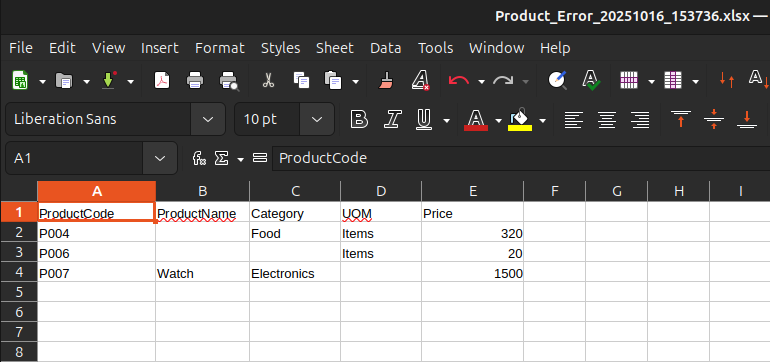 Product_Error_20251016_153736.xlsx —
File Edit View Insert Format Styles Sheet Data Tools Window Help
Liberation Sans 10 pt B I U A
A1 fx Σ = ProductCode
A B C D E F G H I
1 ProductCode ProductName Category UOM Price
2 P004 Food Items 320
3 P006 Items 20
4 P007 Watch Electronics 1500
5
6
7
8